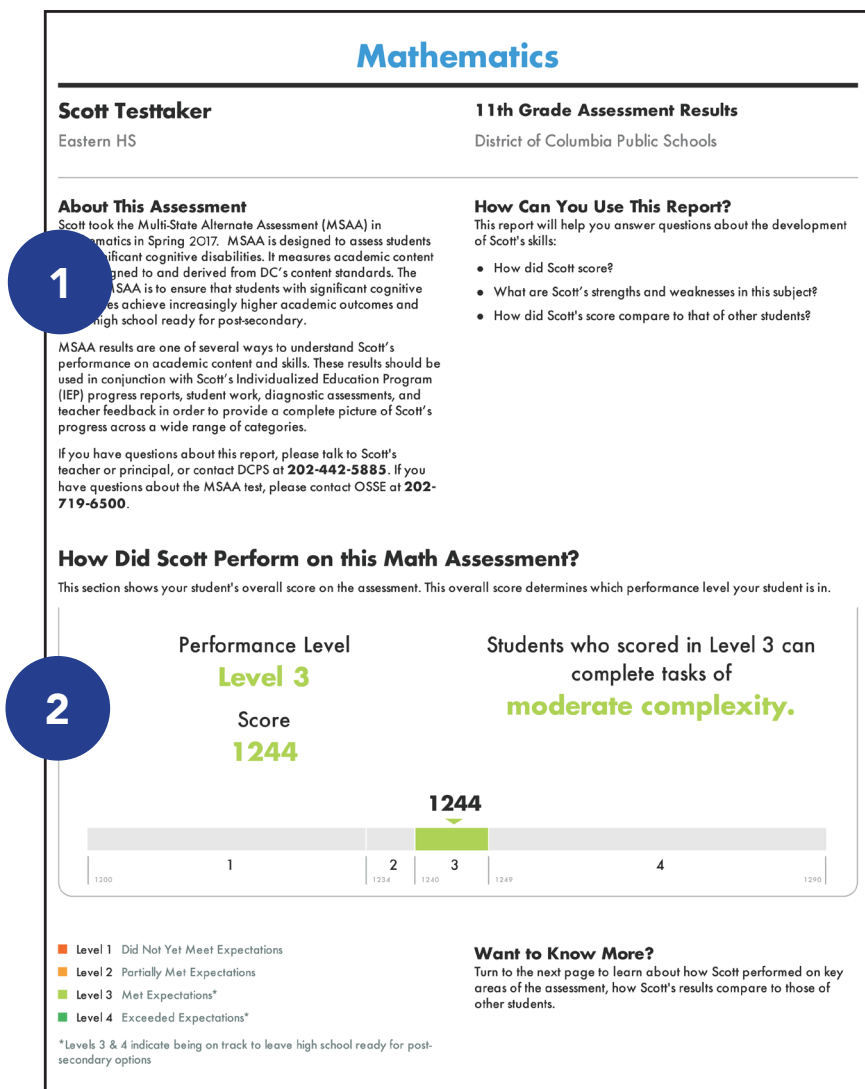 Mathematics
Scott Testtaker
Eastern HS
11th Grade Assessment Results
District of Columbia Public Schools
About This Assessment
Scott took the Multi-State Alternate Assessment (MSAA) in
ematics in Spring 2017. MSAA is designed to assess students
ificant cognitive disabilities. It measures academic content
gned to and derived from DC's content standards. The
MSAA is to ensure that students with significant cognitive
es achieve increasingly higher academic outcomes and
high school ready for post-secondary.
1
MSAA results are one of several ways to understand Scott's
performance on academic content and skills. These results should be
used in conjunction with Scott's Individualized Education Program
(IEP) progress reports, student work, diagnostic assessments, and
teacher feedback in order to provide a complete picture of Scott's
progress across a wide range of categories.
If you have questions about this report, please talk to Scott's
teacher or principal, or contact DCPS at 202-442-5885. If you
have questions about the MSAA test, please contact OSSE at 202-
719-6500.
How Can You Use This Report?
This report will help you answer questions about the development
of Scott's skills:
• How did Scott score?
• What are Scott's strengths and weaknesses in this subject?
• How did Scott's score compare to that of other students?
How Did Scott Perform on this Math Assessment?
This section shows your student's overall score on the assessment. This overall score determines which performance level your student is in.
2
Performance Level
Level 3
Score
1244
Students who scored in Level 3 can
complete tasks of
moderate complexity.
1244
1 2 3 4
1200 1234 1240 1249 1290
Level 1 Did Not Yet Meet Expectations
Level 2 Partially Met Expectations
Level 3 Met Expectations*
Level 4 Exceeded Expectations*
*Levels 3 & 4 indicate being on track to leave high school ready for post-
secondary options
Want to Know More?
Turn to the next page to learn about how Scott performed on key
areas of the assessment, how Scott's results compare to those of
other students.